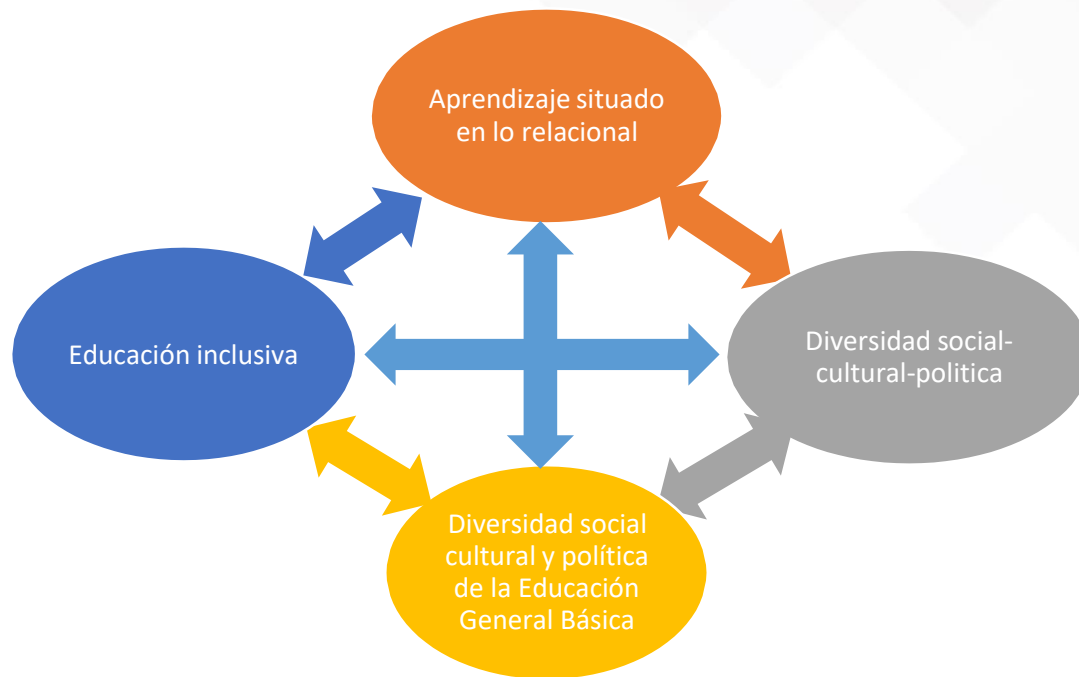 Aprendizaje situado
en lo relacional
Educación inclusiva
Diversidad social-
cultural-politica
Diversidad social
cultural y política
de la Educación
General Básica